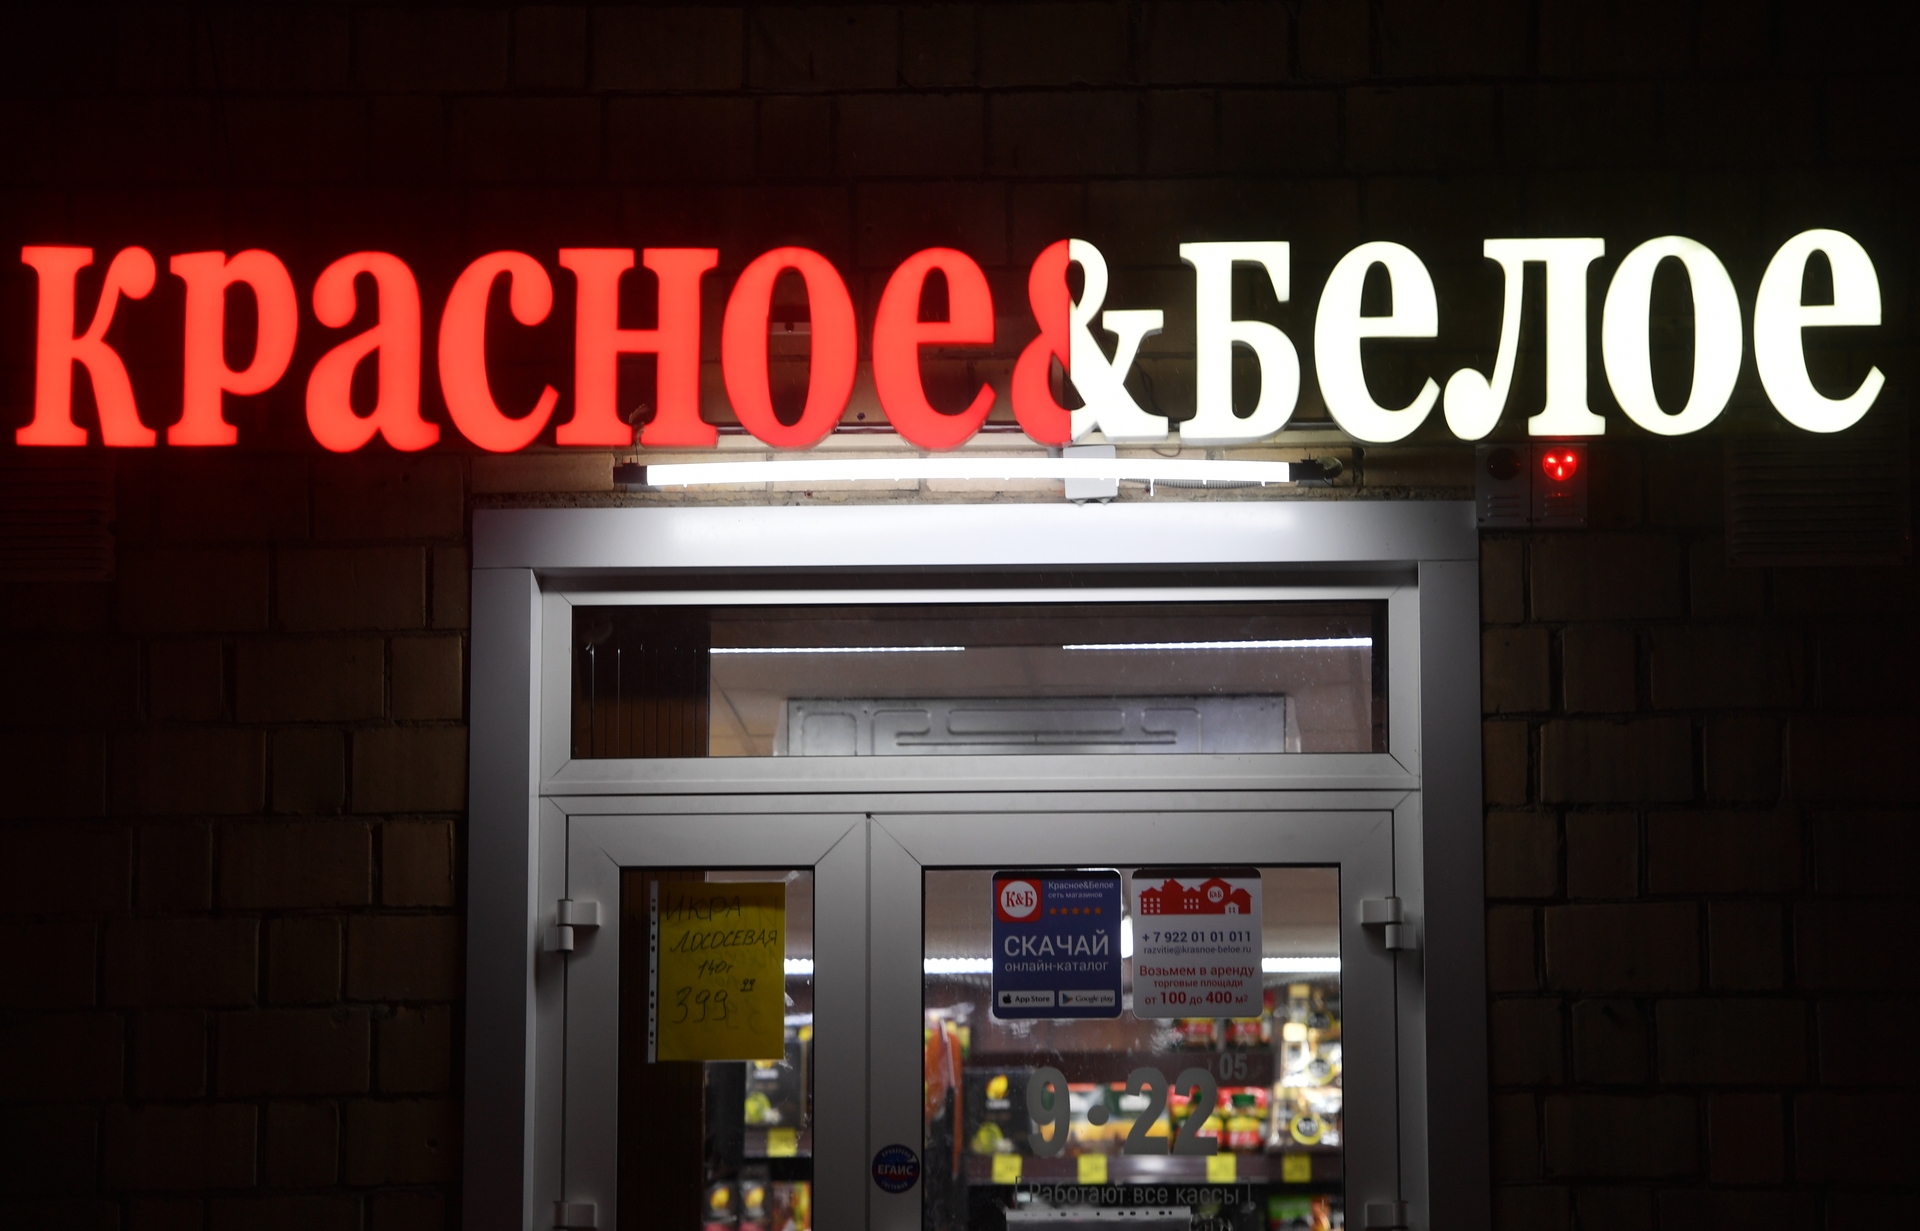 красное&белое
ИКРА
ЛОСОСЕВАЯ
140г
399 99
К&Б
Красное&Белое
сеть магазинов
СКАЧАЙ
онлайн-каталог
App Store
Google play
К&Б
+ 7 922 01 01 011
razvitie@krasnoe-beloe.ru
Возьмем в аренду
торговые площади
от 100 до 400 м²
05
9·22
Работают все кассы
ЕГАИС